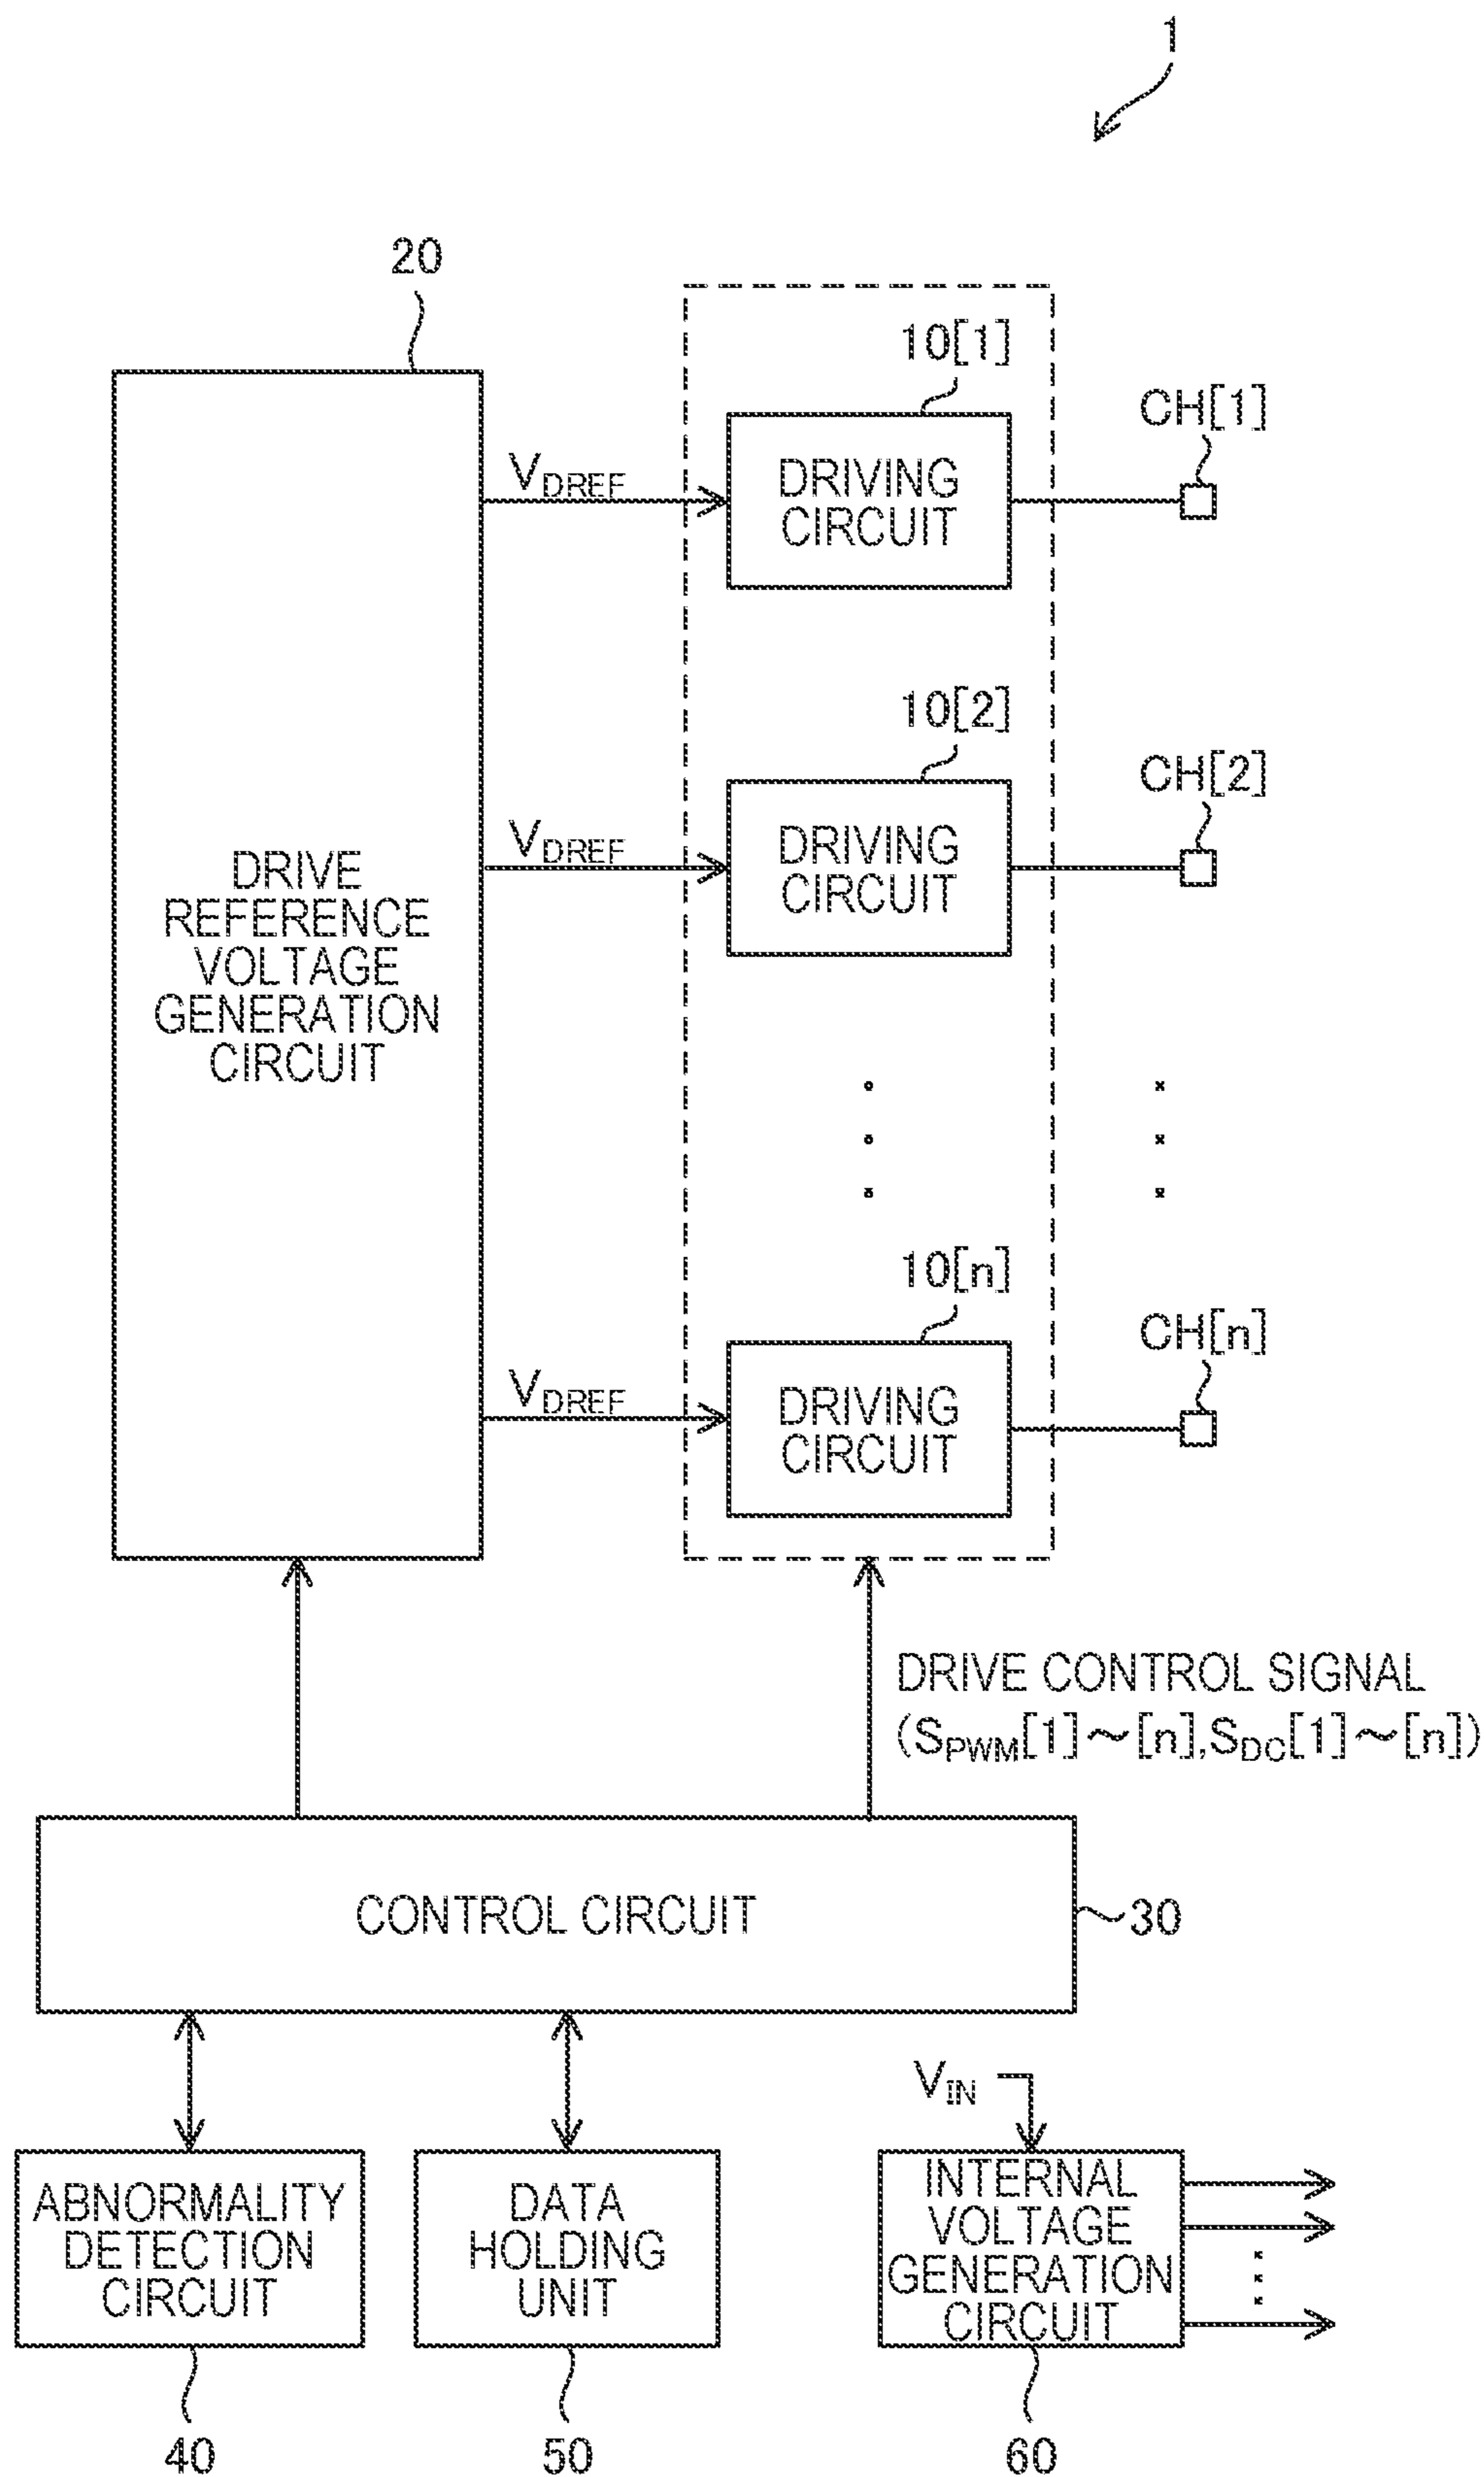 1
20
10[1]
CH[1]
VDREF
DRIVING
CIRCUIT
10[2]
CH[2]
VDREF
DRIVING
CIRCUIT
DRIVE
REFERENCE
VOLTAGE
GENERATION
CIRCUIT
10[n]
CH[n]
VDREF
DRIVING
CIRCUIT
DRIVE CONTROL SIGNAL
(SPWM[1]～[n],SDC[1]～[n])
CONTROL CIRCUIT
30
VIN
ABNORMALITY
DETECTION
CIRCUIT
DATA
HOLDING
UNIT
INTERNAL
VOLTAGE
GENERATION
CIRCUIT
40
50
60